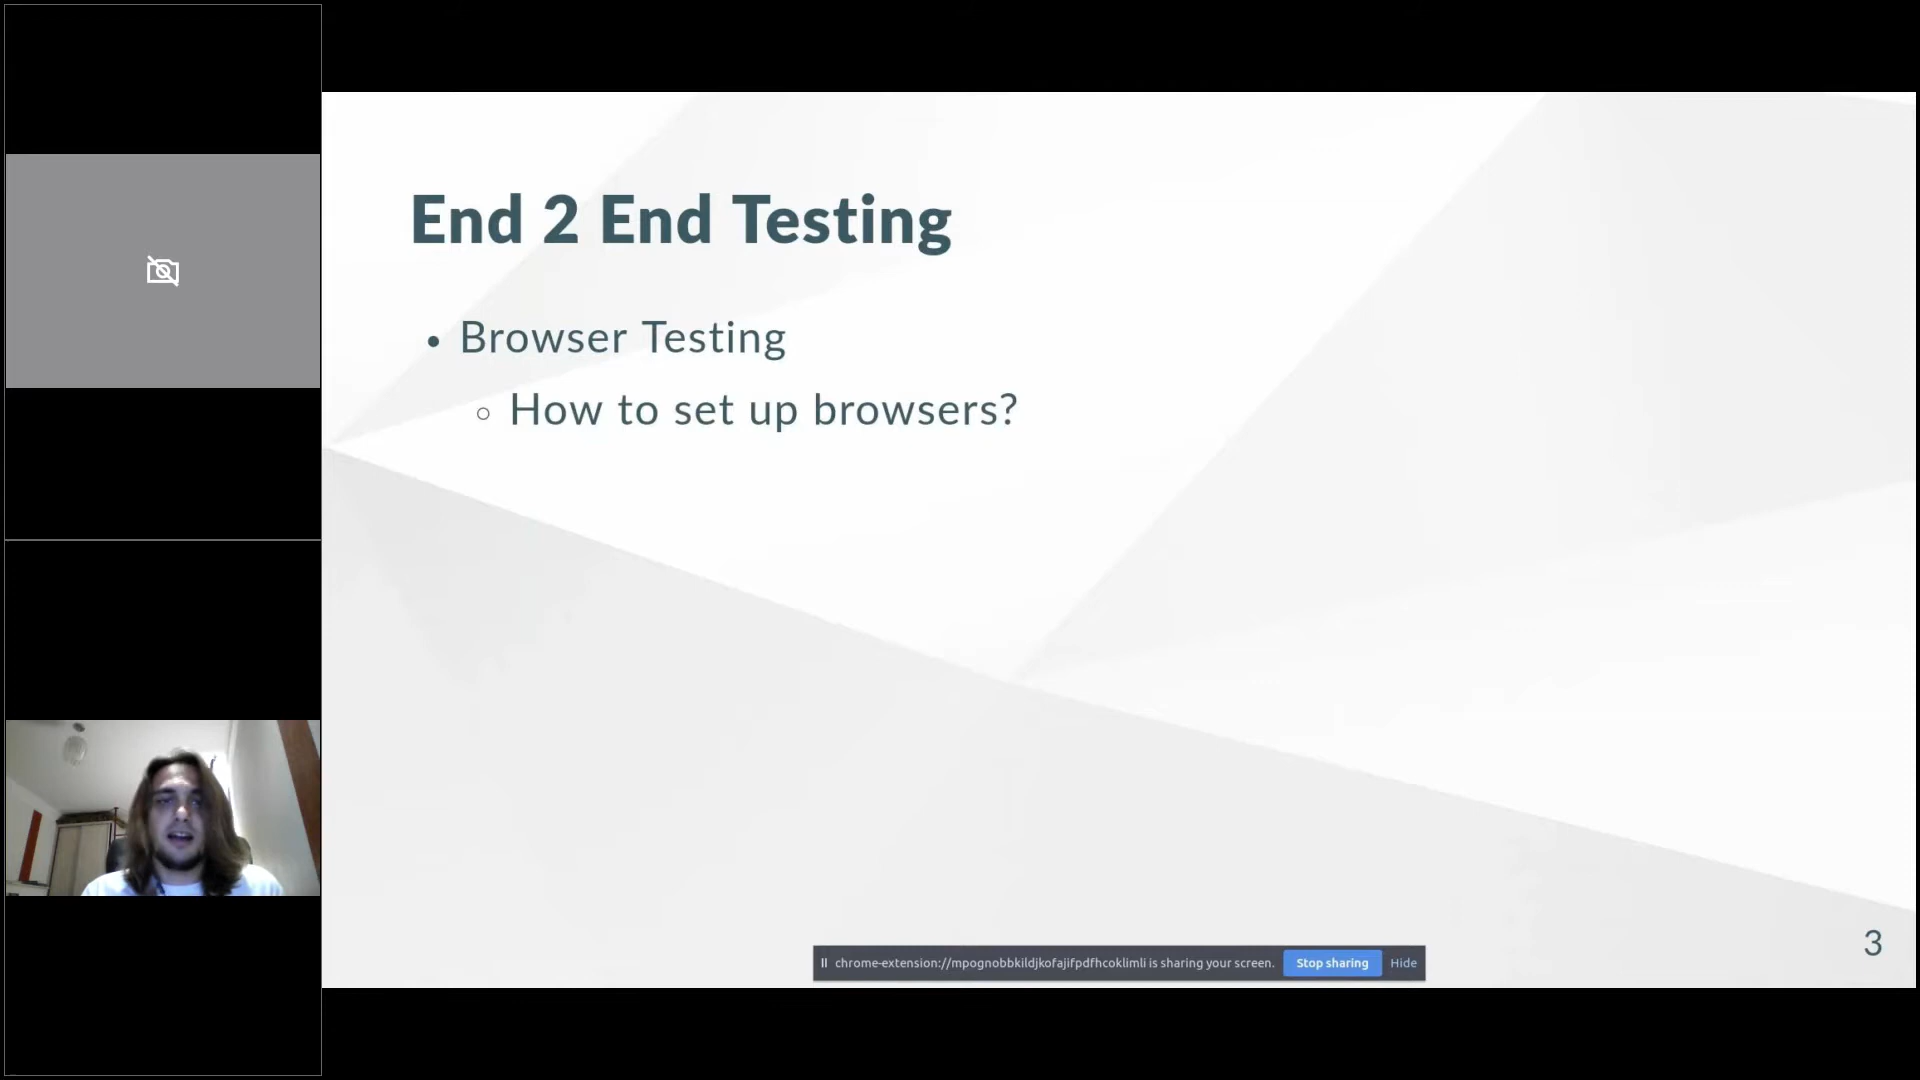 End 2 End Testing
Browser Testing
How to set up browsers?
chrome-extension://mpognobbkildjkofajifpdfhcoklimli is sharing your screen. Stop sharing Hide
3